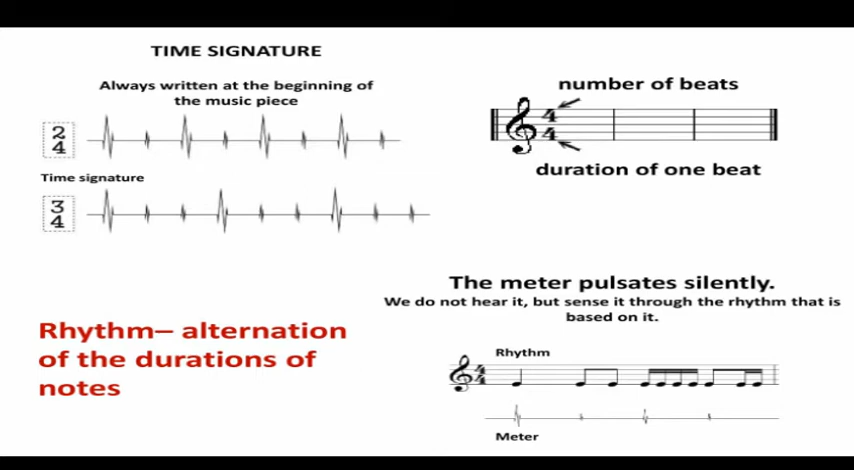 TIME SIGNATURE
Always written at the beginning of
the music piece
2
4
Time signature
3
4
number of beats
4
4
duration of one beat
Rhythm– alternation
of the durations of
notes
The meter pulsates silently.
We do not hear it, but sense it through the rhythm that is
based on it.
Rhythm
4
4
Meter